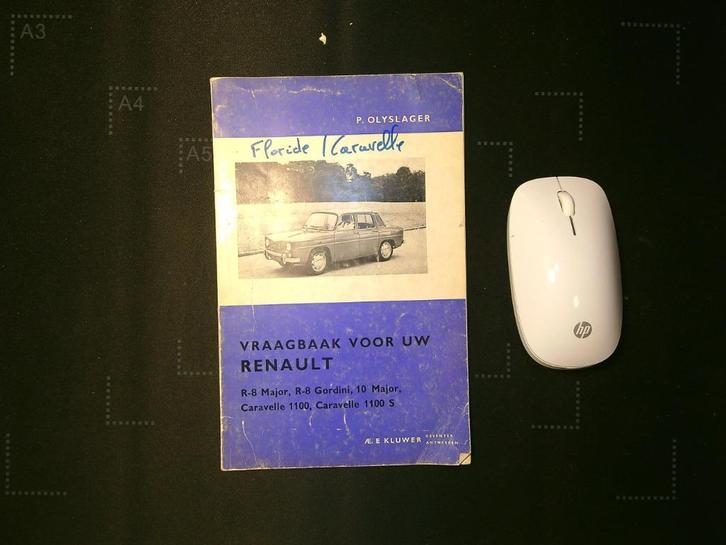 A3
A4
A5
P. OLYSLAGER
Floride / Caravelle
VRAAGBAAK VOOR UW
RENAULT
R-8 Major, R-8 Gordini, 10 Major,
Caravelle 1100, Caravelle 1100 S
Æ. E KLUWER DEVENTER
ANTWERPEN
hp